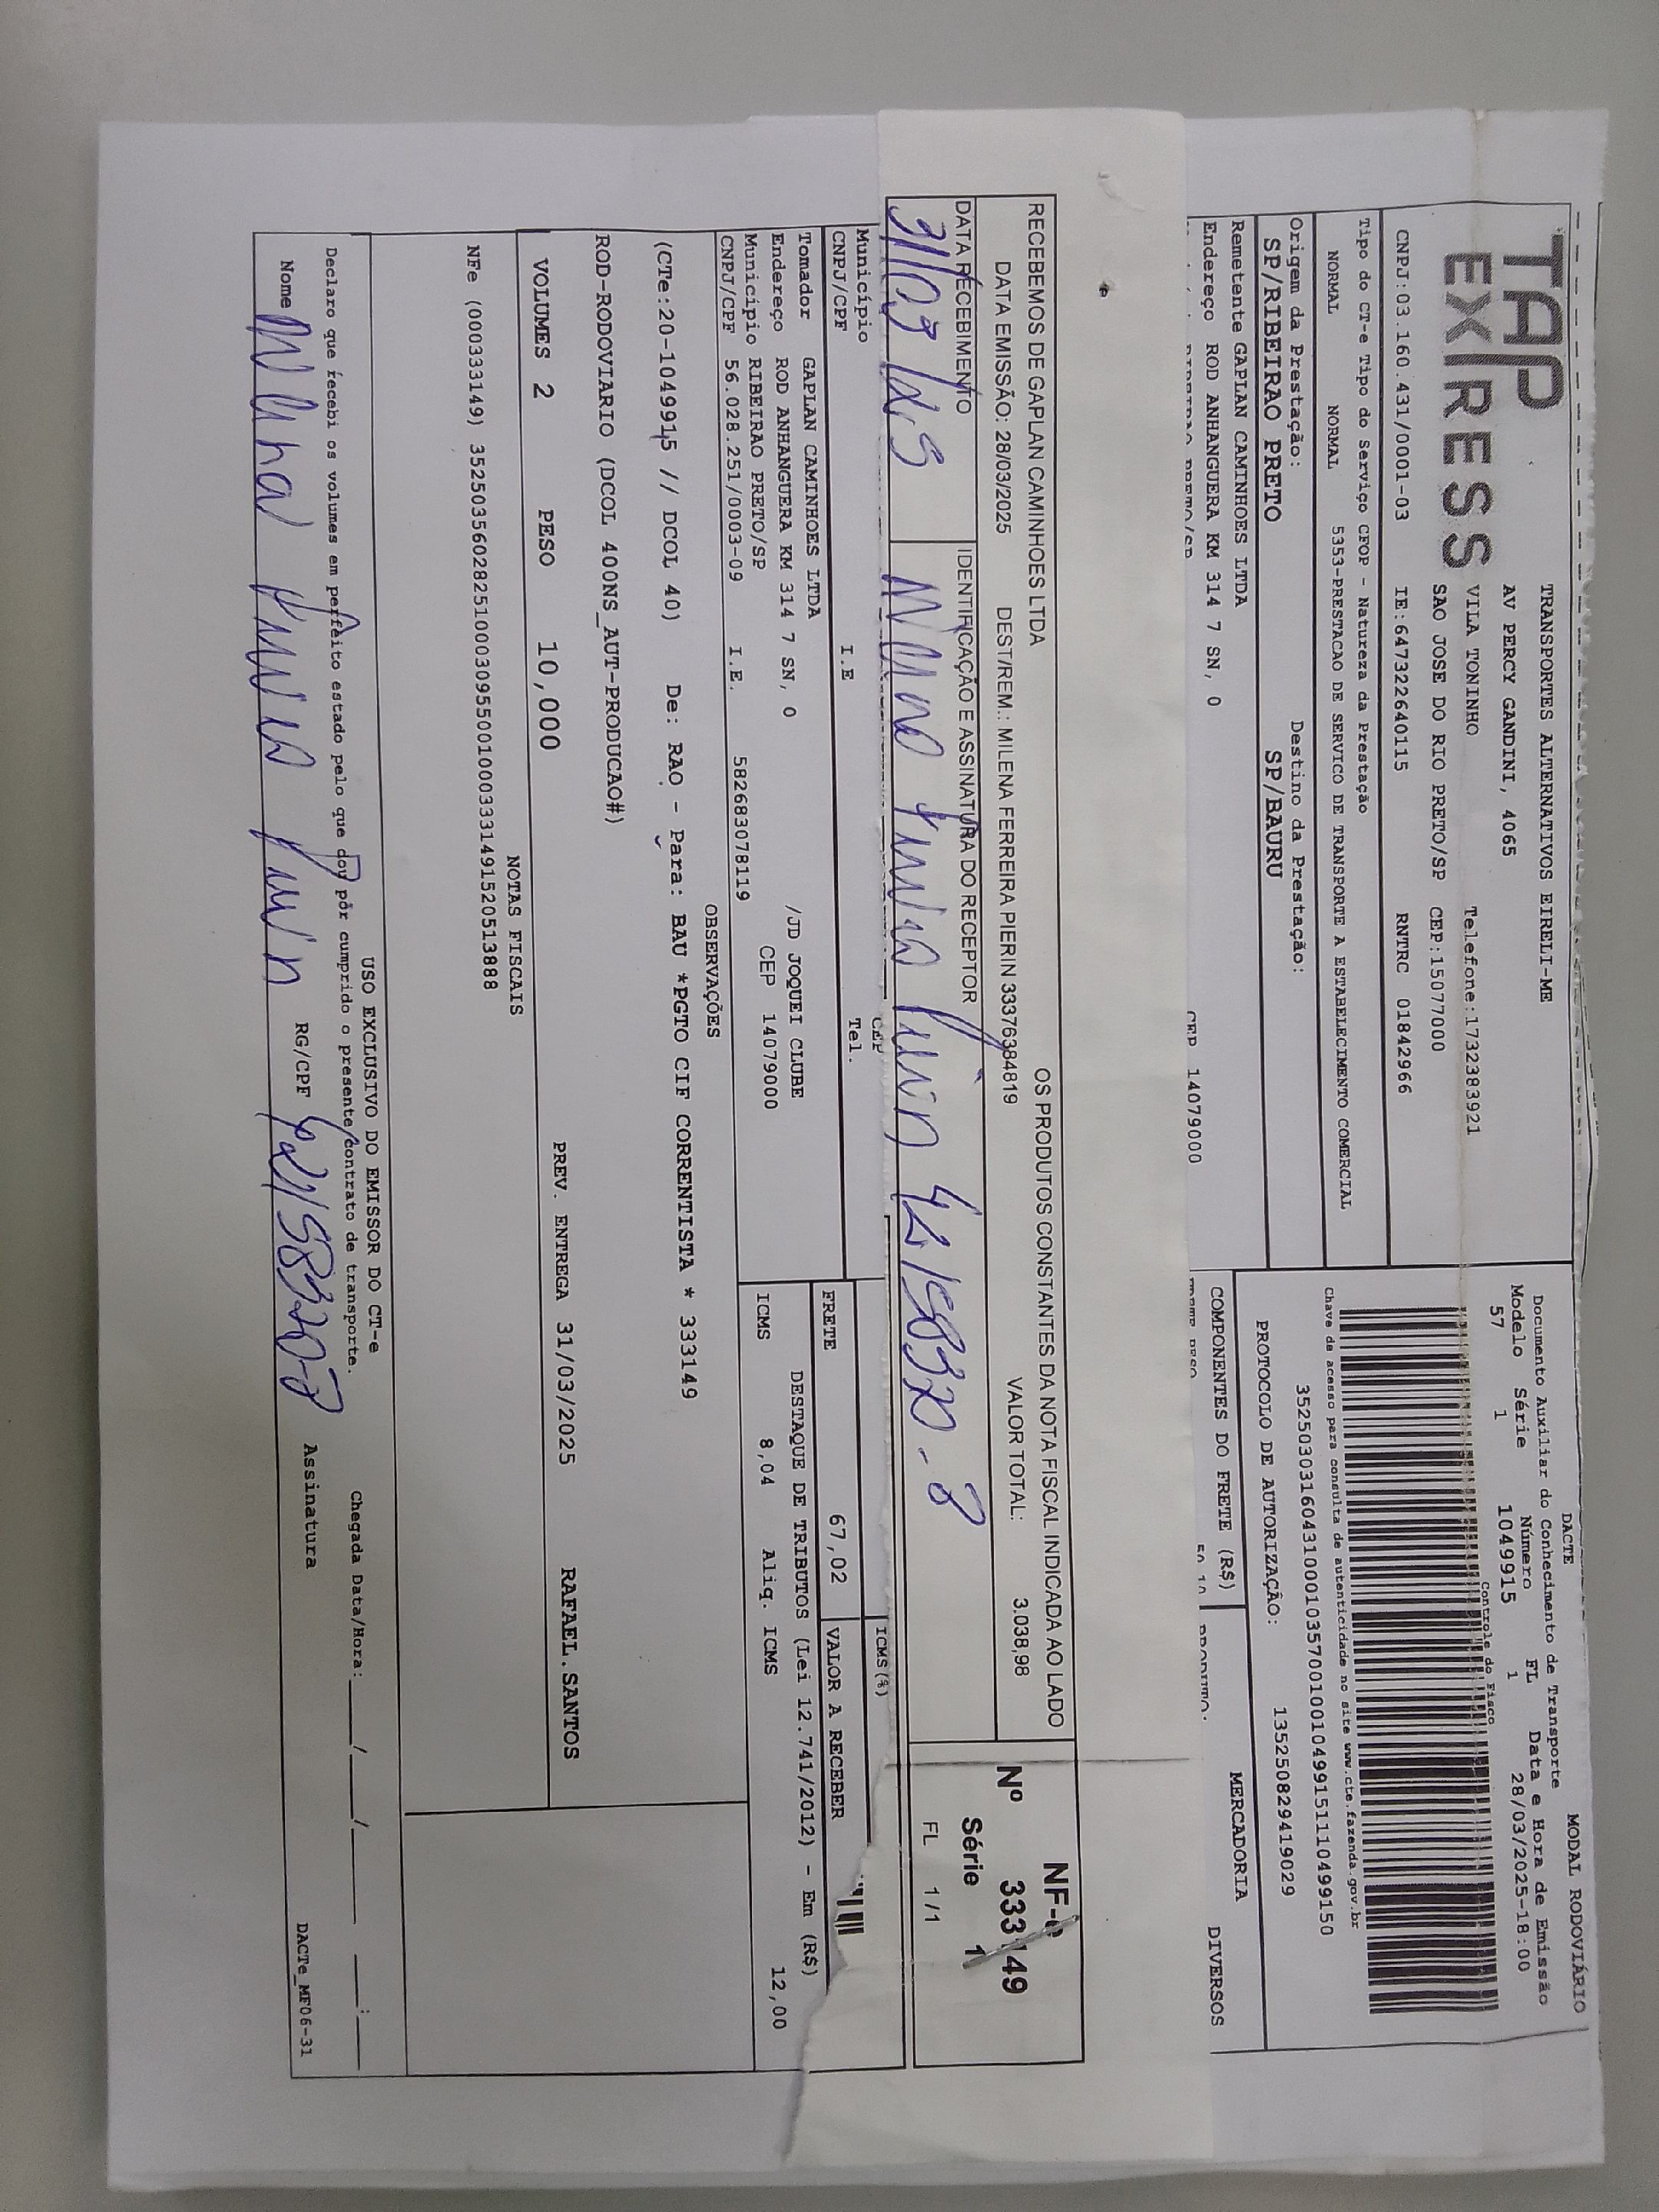 TAP
EXPRESS
TRANSPORTES ALTERNATIVOS EIRELI-ME
AV PERCY GANDINI, 4065
VILA TONINHO Telefone:1732383921
SAO JOSE DO RIO PRETO/SP CEP:15077000
CNPJ:03.160.431/0001-03 IE:647322640115 RNTRC 01842966
Tipo do CT-e Tipo do Serviço CFOP - Natureza da Prestação
NORMAL NORMAL 5353-PRESTACAO DE SERVICO DE TRANSPORTE A ESTABELECIMENTO COMERCIAL
Origem da Prestação: Destino da Prestação:
SP/RIBEIRAO PRETO SP/BAURU
Remetente GAPLAN CAMINHOES LTDA
Endereço ROD ANHANGUERA KM 314 7 SN, 0
CEP 14079000
MODAL RODOVIÁRIO
DACTE
Documento Auxiliar do Conhecimento de Transporte
Modelo Série Número FL Data e Hora de Emissão
57 1 1049915 1 28/03/2025-18:00
Controle do Fisco
Chave de acesso para consulta de autenticidade no site www.cte.fazenda.gov.br
35250303160431000103570010010499151110499150
PROTOCOLO DE AUTORIZAÇÃO: 135250829419029
COMPONENTES DO FRETE (R$) MERCADORIA DIVERSOS
RECEBEMOS DE GAPLAN CAMINHOES LTDA OS PRODUTOS CONSTANTES DA NOTA FISCAL INDICADA AO LADO
DATA EMISSÃO: 28/03/2025 DEST/REM.: MILENA FERREIRA PIERIN 33376384819 VALOR TOTAL: 3.038,98
DATA RECEBIMENTO IDENTIFICAÇÃO E ASSINATURA DO RECEPTOR
31/03/25
NF-e
Nº 333149
Série 1
FL 1/1
CEP
Município Tel.
CNPJ/CPF I.E
Tomador GAPLAN CAMINHOES LTDA
Endereço ROD ANHANGUERA KM 314 7 SN, 0 /JD JOQUEI CLUBE
Município RIBEIRAO PRETO/SP CEP 14079000
CNPJ/CPF 56.028.251/0003-09 I.E. 582683078119
ICMS(%)
FRETE 67,02 VALOR A RECEBER
DESTAQUE DE TRIBUTOS (Lei 12.741/2012) - Em (R$)
ICMS 8,04 Aliq. ICMS 12,00
OBSERVAÇÕES
(CTe:20-1049915 // DCOL 40) De: RAO - Para: BAU *PGTO CIF CORRENTISTA * 333149
ROD-RODOVIARIO (DCOL 400NS_AUT-PRODUCAO#)
VOLUMES 2 PESO 10,000 PREV. ENTREGA 31/03/2025 RAFAEL.SANTOS
NOTAS FISCAIS
NFe (000333149) 35250356028251000309550010003331491520513888
USO EXCLUSIVO DO EMISSOR DO CT-e
Declaro que recebi os volumes em perfeito estado pelo que dou pôr cumprido o presente contrato de transporte. Chegada Data/Hora: ___/___/___ __:__
Nome RG/CPF Assinatura
DACTe_MF06-31